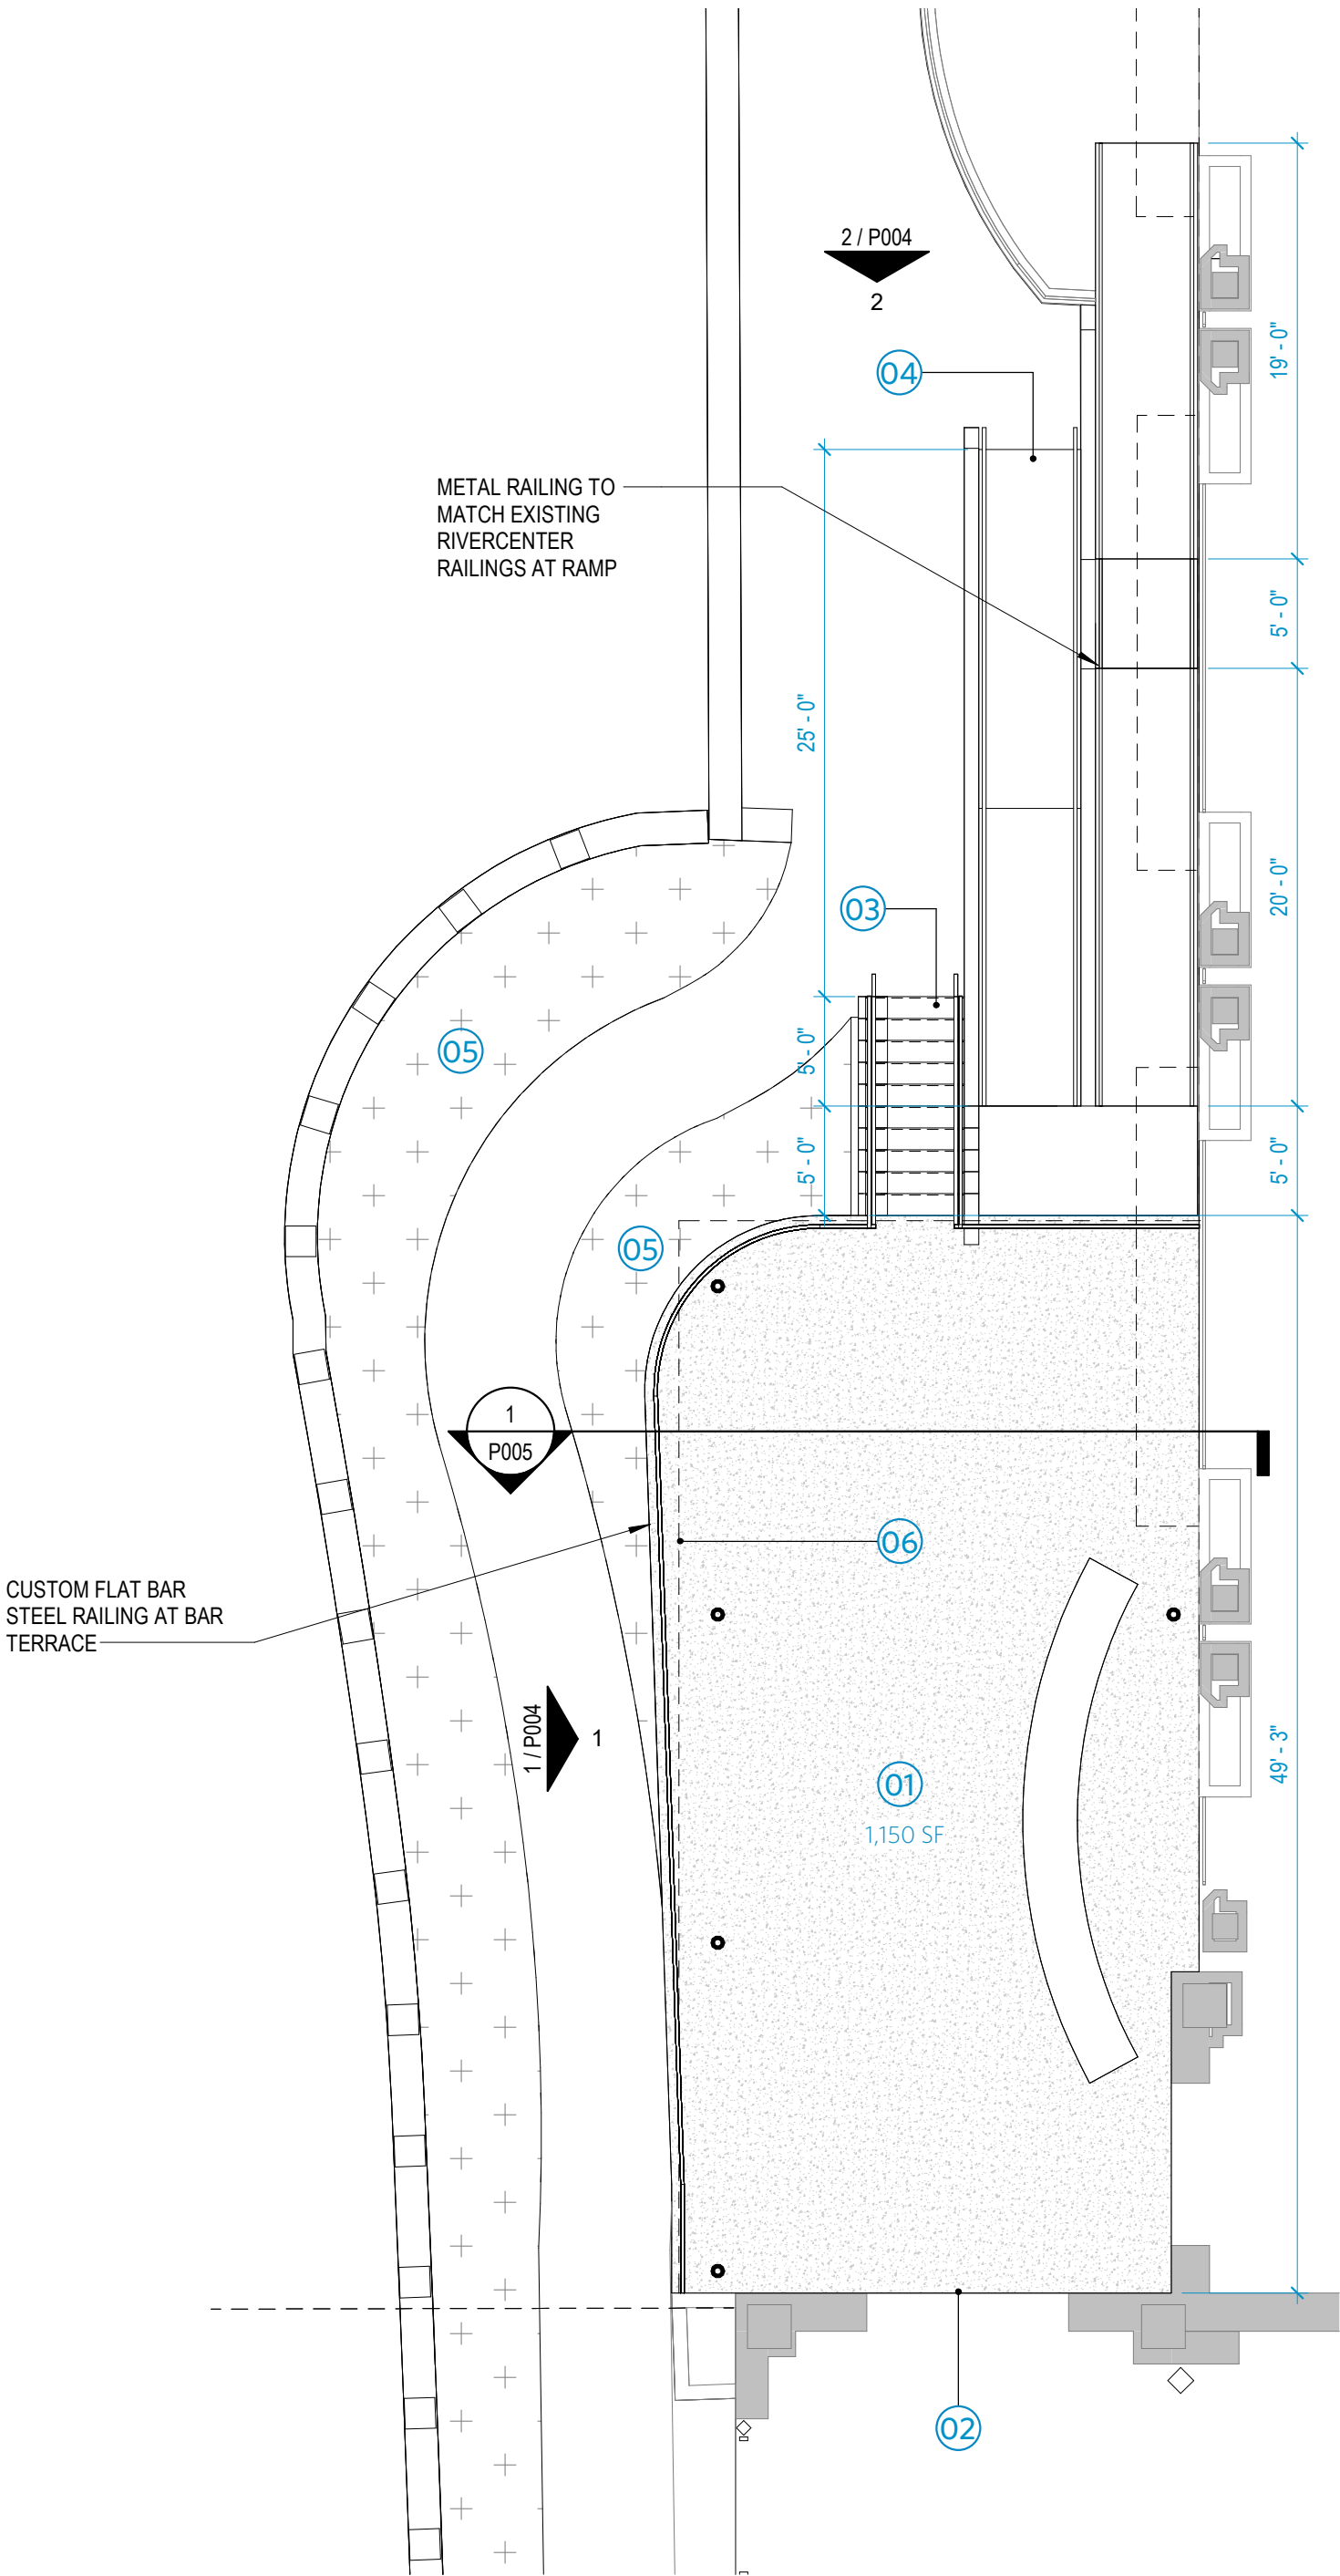 2 / P004
2
04
19' - 0"
METAL RAILING TO
MATCH EXISTING
RIVERCENTER
RAILINGS AT RAMP
5' - 0"
25' - 0"
20' - 0"
03
05
5' - 0"
5' - 0"
5' - 0"
05
1
P005
06
CUSTOM FLAT BAR
STEEL RAILING AT BAR
TERRACE
1 / P004
1
49' - 3"
01
1,150 SF
02